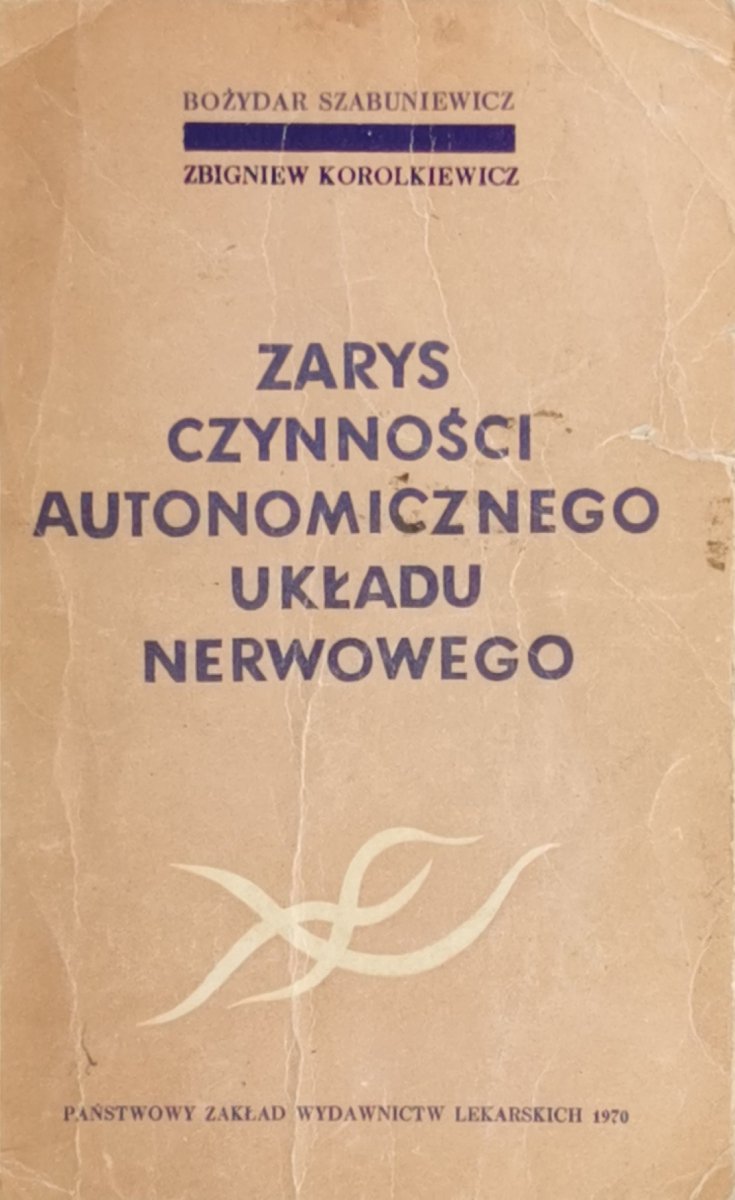 BOŻYDAR SZABUNIEWICZ
ZBIGNIEW KOROLKIEWICZ
ZARYS
CZYNNOŚCI
AUTONOMICZNEGO
UKŁADU
NERWOWEGO
PAŃSTWOWY ZAKŁAD WYDAWNICTW LEKARSKICH 1970